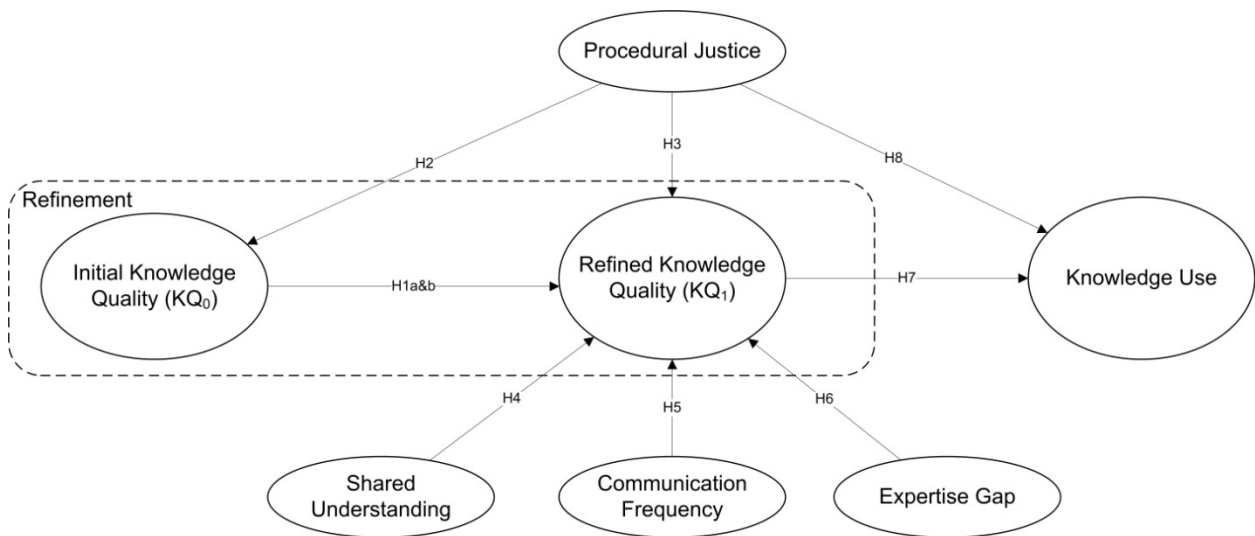 Procedural Justice
H2
H3
H8
Refinement
Initial Knowledge
Quality (KQ₀)
H1a&b
Refined Knowledge
Quality (KQ₁)
H7
Knowledge Use
H4
H5
H6
Shared
Understanding
Communication
Frequency
Expertise Gap